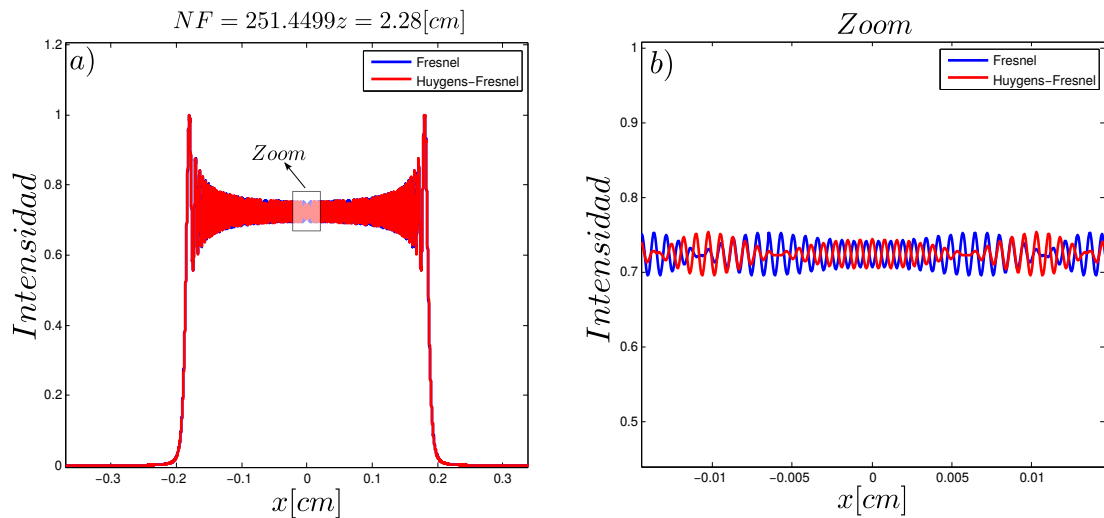 NF = 251.4499z = 2.28[cm]
a)
Fresnel
Huygens−Fresnel
Zoom
Intensidad
1.2
1
0.8
0.6
0.4
0.2
0
−0.3 −0.2 −0.1 0 0.1 0.2 0.3
x[cm]
Zoom
b)
Fresnel
Huygens−Fresnel
Intensidad
1
0.9
0.8
0.7
0.6
0.5
−0.01 −0.005 0 0.005 0.01
x[cm]